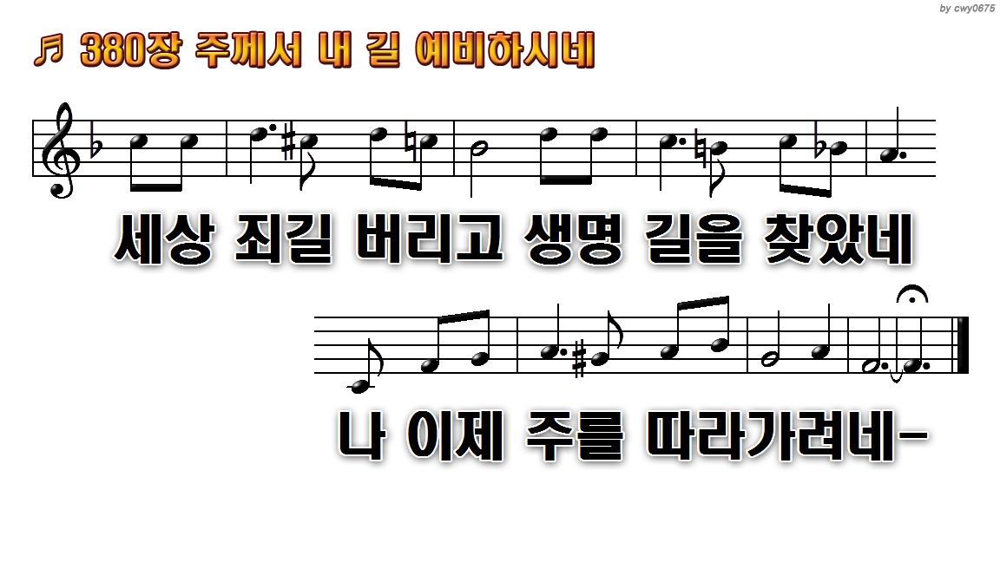 by cwy0675
♬ 380장 주께서 내 길 예비하시네
세상 죄길 버리고 생명 길을 찾았네
나 이제 주를 따라가려네-